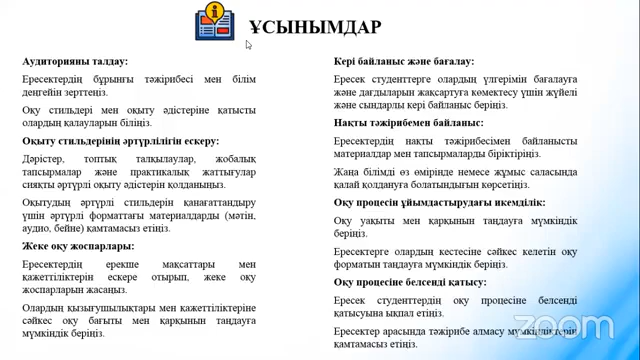 ҰСЫНЫМДАР
Аудиторияны талдау:
Ересектердің бұрынғы тәжірибесі мен білім
деңгейін зерттеңіз.
Оқу стильдері мен оқыту әдістеріне қатысты
олардың қалауларын біліңіз.
Оқыту стильдерінің әртүрлілігін ескеру:
Дәрістер, топтық талқылаулар, жобалық
тапсырмалар және практикалық жаттығулар
сияқты әртүрлі оқыту әдістерін қолданыңыз.
Оқытудың әртүрлі стильдерін қанағаттандыру
үшін әртүрлі форматтағы материалдарды (мәтін,
аудио, бейне) қамтамасыз етіңіз.
Жеке оқу жоспарлары:
Ересектердің ерекше мақсаттары мен
қажеттіліктерін ескере отырып, жеке оқу
жоспарларын жасаңыз.
Олардың қызығушылықтары мен қажеттіліктеріне
сәйкес оқу бағыты мен қарқынын таңдауға
мүмкіндік беріңіз.
Кері байланыс және бағалау:
Ересек студенттерге олардың үлгерімін бағалауға
және дағдыларын жақсартуға көмектесу үшін жүйелі
және сындарлы кері байланыс беріңіз.
Нақты тәжірибемен байланыс:
Ересектердің нақты тәжірибесімен байланысты
материалдар мен тапсырмаларды біріктіріңіз.
Жаңа білімді өз өмірінде немесе жұмыс саласында
қалай қолдануға болатындығын көрсетіңіз.
Оқу процесін ұйымдастырудағы икемділік:
Оқу уақыты мен қарқынын таңдауға мүмкіндік
беріңіз.
Ересектерге олардың кестесіне сәйкес келетін оқу
форматын таңдауға мүмкіндік беріңіз.
Оқу процесіне белсенді қатысу:
Ересек студенттердің оқу процесіне белсенді
қатысуына ықпал етіңіз.
Ересектер арасында тәжірибе алмасу мүмкіндіктерін
қамтамасыз етіңіз.
zoom